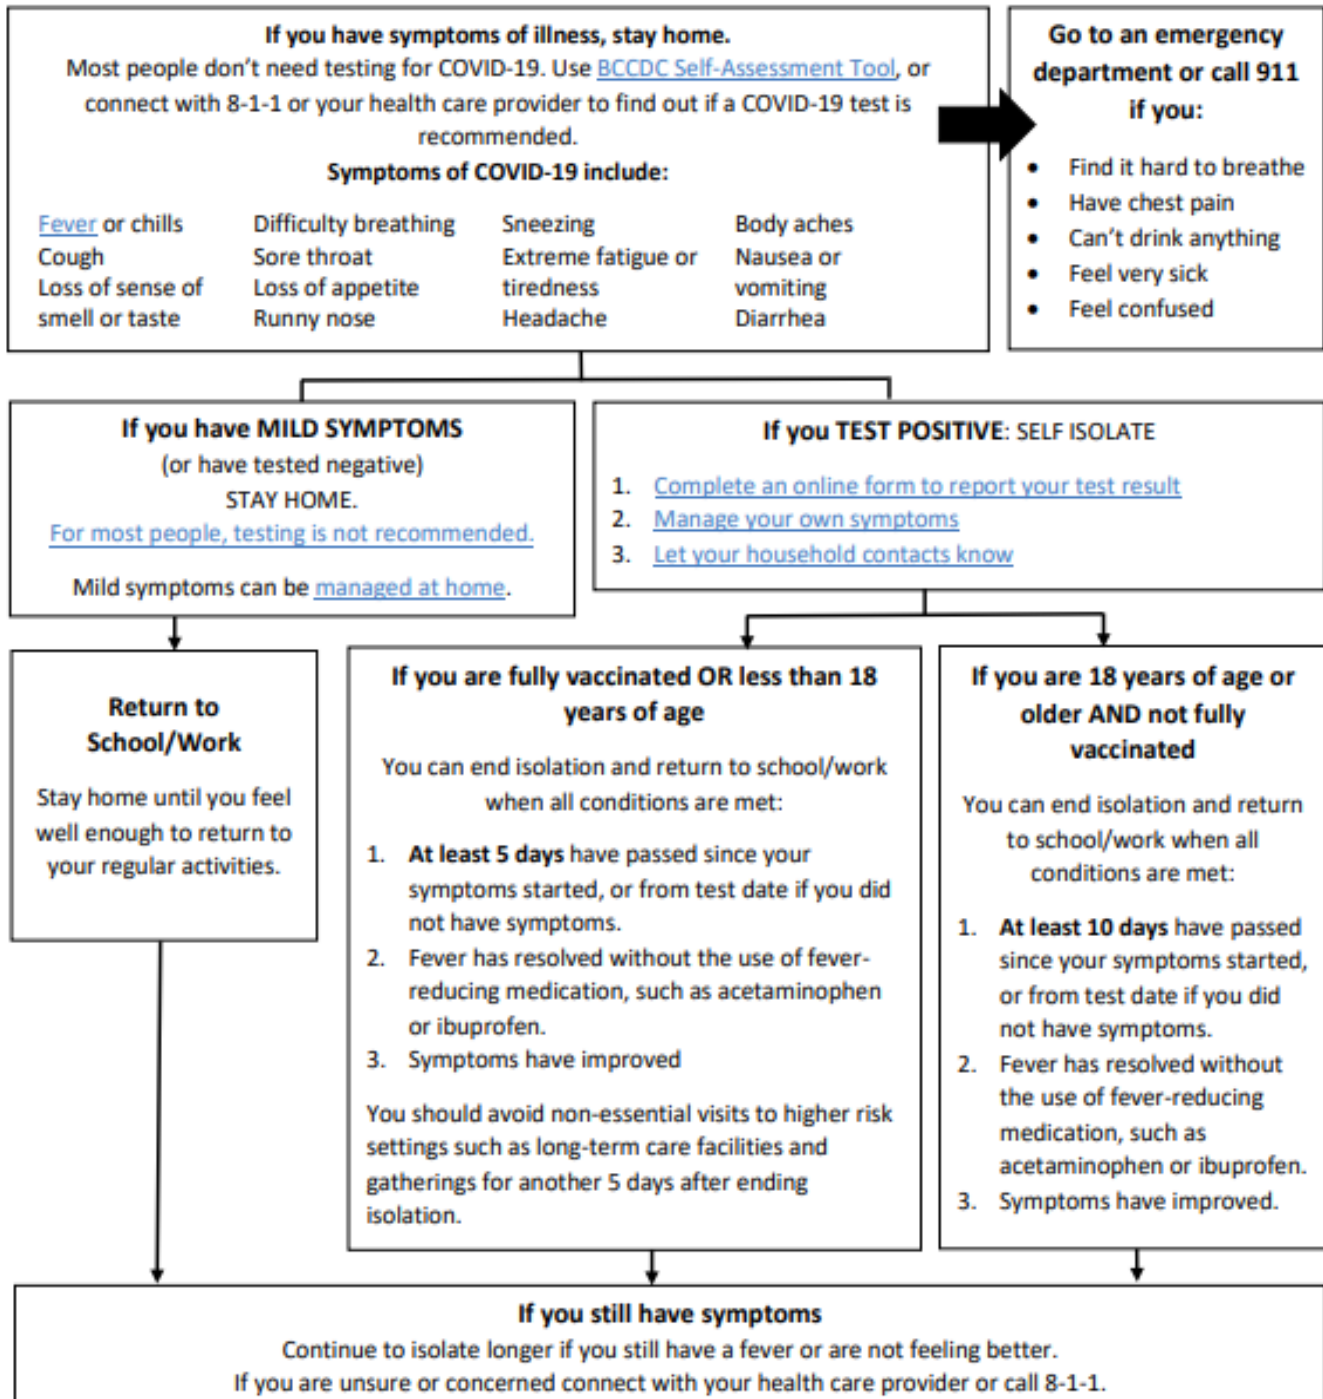 If you have symptoms of illness, stay home.
Most people don't need testing for COVID-19. Use BCCDC Self-Assessment Tool, or
connect with 8-1-1 or your health care provider to find out if a COVID-19 test is
recommended.
Symptoms of COVID-19 include:
Fever or chills
Cough
Loss of sense of
smell or taste
Difficulty breathing
Sore throat
Loss of appetite
Runny nose
Sneezing
Extreme fatigue or
tiredness
Headache
Body aches
Nausea or
vomiting
Diarrhea
Go to an emergency
department or call 911
if you:
• Find it hard to breathe
• Have chest pain
• Can't drink anything
• Feel very sick
• Feel confused
If you have MILD SYMPTOMS
(or have tested negative)
STAY HOME.
For most people, testing is not recommended.
Mild symptoms can be managed at home.
If you TEST POSITIVE: SELF ISOLATE
1. Complete an online form to report your test result
2. Manage your own symptoms
3. Let your household contacts know
Return to
School/Work
Stay home until you feel
well enough to return to
your regular activities.
If you are fully vaccinated OR less than 18
years of age
You can end isolation and return to school/work
when all conditions are met:
1. At least 5 days have passed since your
symptoms started, or from test date if you did
not have symptoms.
2. Fever has resolved without the use of fever-
reducing medication, such as acetaminophen
or ibuprofen.
3. Symptoms have improved
You should avoid non-essential visits to higher risk
settings such as long-term care facilities and
gatherings for another 5 days after ending
isolation.
If you are 18 years of age or
older AND not fully
vaccinated
You can end isolation and return
to school/work when all
conditions are met:
1. At least 10 days have passed
since your symptoms started,
or from test date if you did
not have symptoms.
2. Fever has resolved without
the use of fever-reducing
medication, such as
acetaminophen or ibuprofen.
3. Symptoms have improved.
If you still have symptoms
Continue to isolate longer if you still have a fever or are not feeling better.
If you are unsure or concerned connect with your health care provider or call 8-1-1.